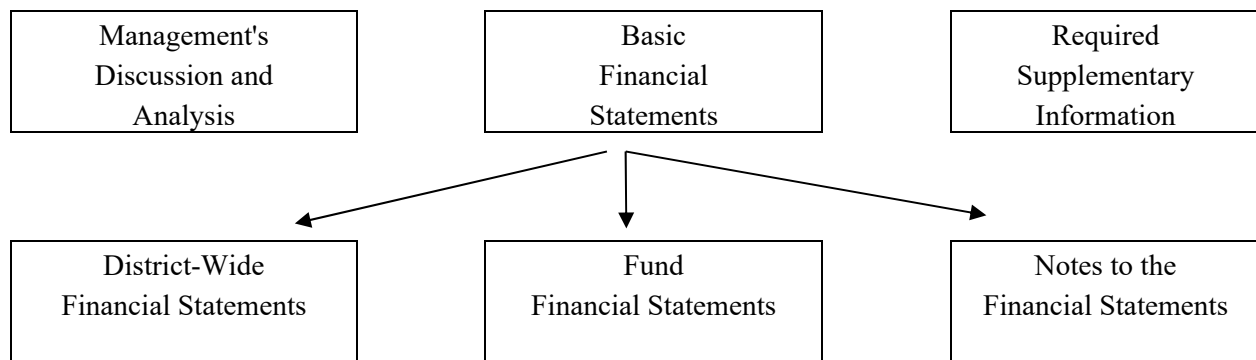 Management's
Discussion and
Analysis
Basic
Financial
Statements
Required
Supplementary
Information
District-Wide
Financial Statements
Fund
Financial Statements
Notes to the
Financial Statements